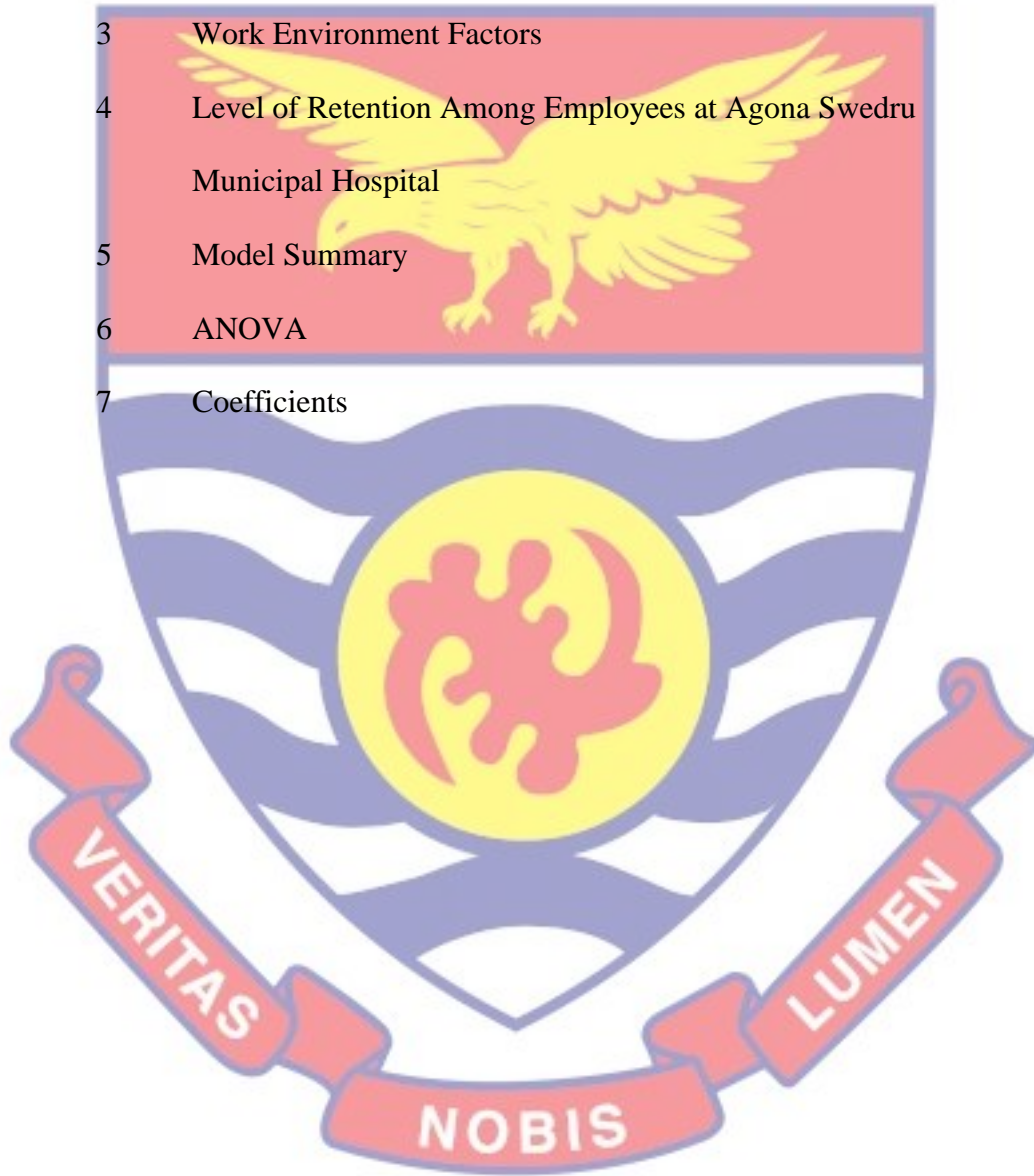 3 Work Environment Factors
4 Level of Retention Among Employees at Agona Swedru
Municipal Hospital
5 Model Summary
6 ANOVA
7 Coefficients
VERITAS
NOBIS
LUMEN